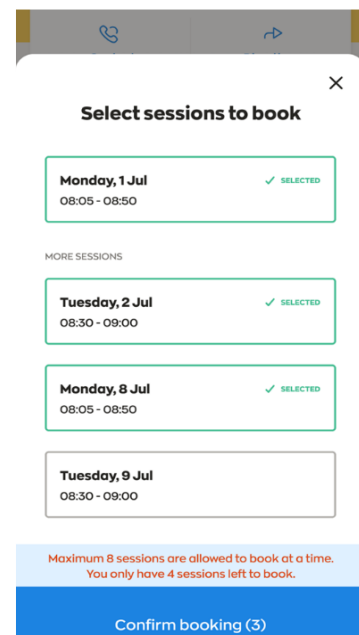 Select sessions to book
Monday, 1 Jul
SELECTED
08:05 - 08:50
MORE SESSIONS
Tuesday, 2 Jul
SELECTED
08:30 - 09:00
Monday, 8 Jul
SELECTED
08:05 - 08:50
Tuesday, 9 Jul
08:30 - 09:00
Maximum 8 sessions are allowed to book at a time.
You only have 4 sessions left to book.
Confirm booking (3)